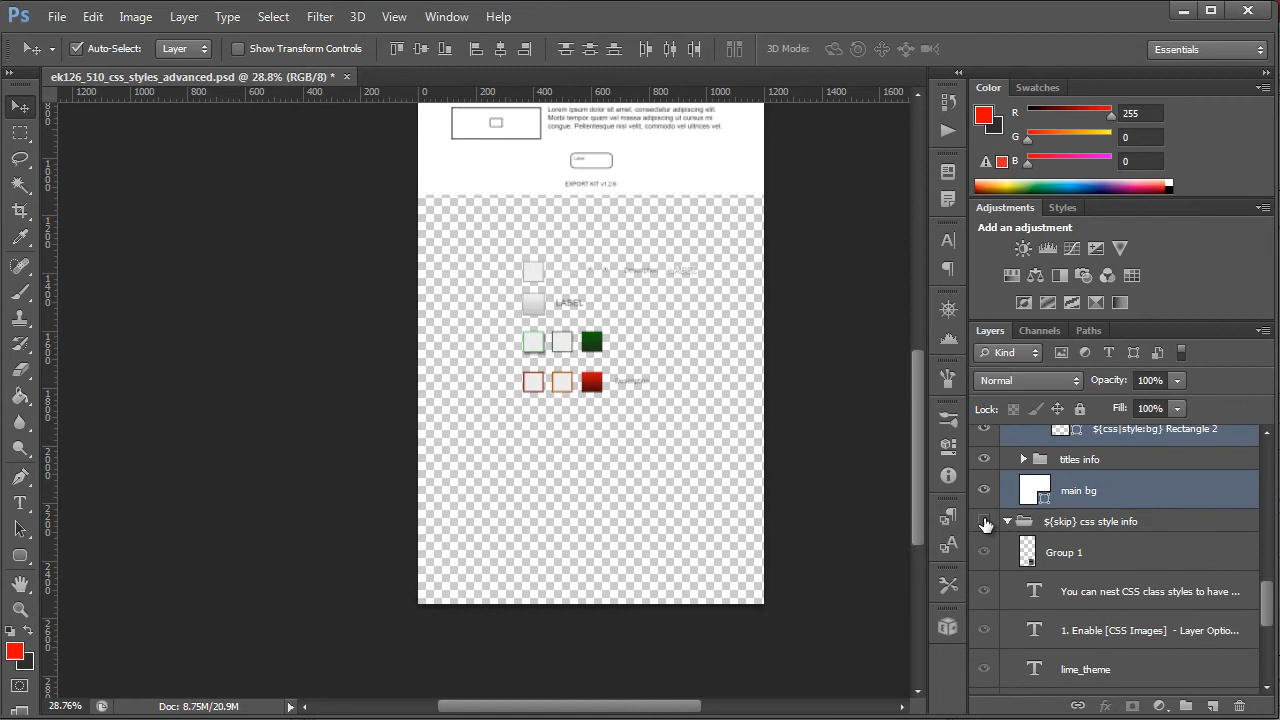 Ps File Edit Image Layer Type Select Filter 3D View Window Help
Auto-Select: Layer Show Transform Controls 3D Mode: Essentials
ek126_510_css_styles_advanced.psd @ 28.8% (RGB/8) * ×
1200 1000 800 600 400 200 0 200 400 600 800 1000 1200 1400 1600
Color Swatches
R 255
G 0
B 0
Adjustments Styles
Add an adjustment
Layers Channels Paths
Kind
Normal Opacity: 100%
Lock: Fill: 100%
${css|style:bg} Rectangle 2
titles info
main bg
${skip} css style info
Group 1
You can nest CSS class styles to have ...
1. Enable [CSS Images] - Layer Optio...
lime_theme
Lorem ipsum dolor sit amet, consectetur adipiscing elit.
Morbi tempor quam vel massa adipiscing ut cursus mi
congue. Pellentesque nisi velit, commodo vel ultrices vel.
Label
EXPORT KIT v1.2.6
Description LABEL
LABEL
Description
28.76% Doc: 8.75M/20.9M